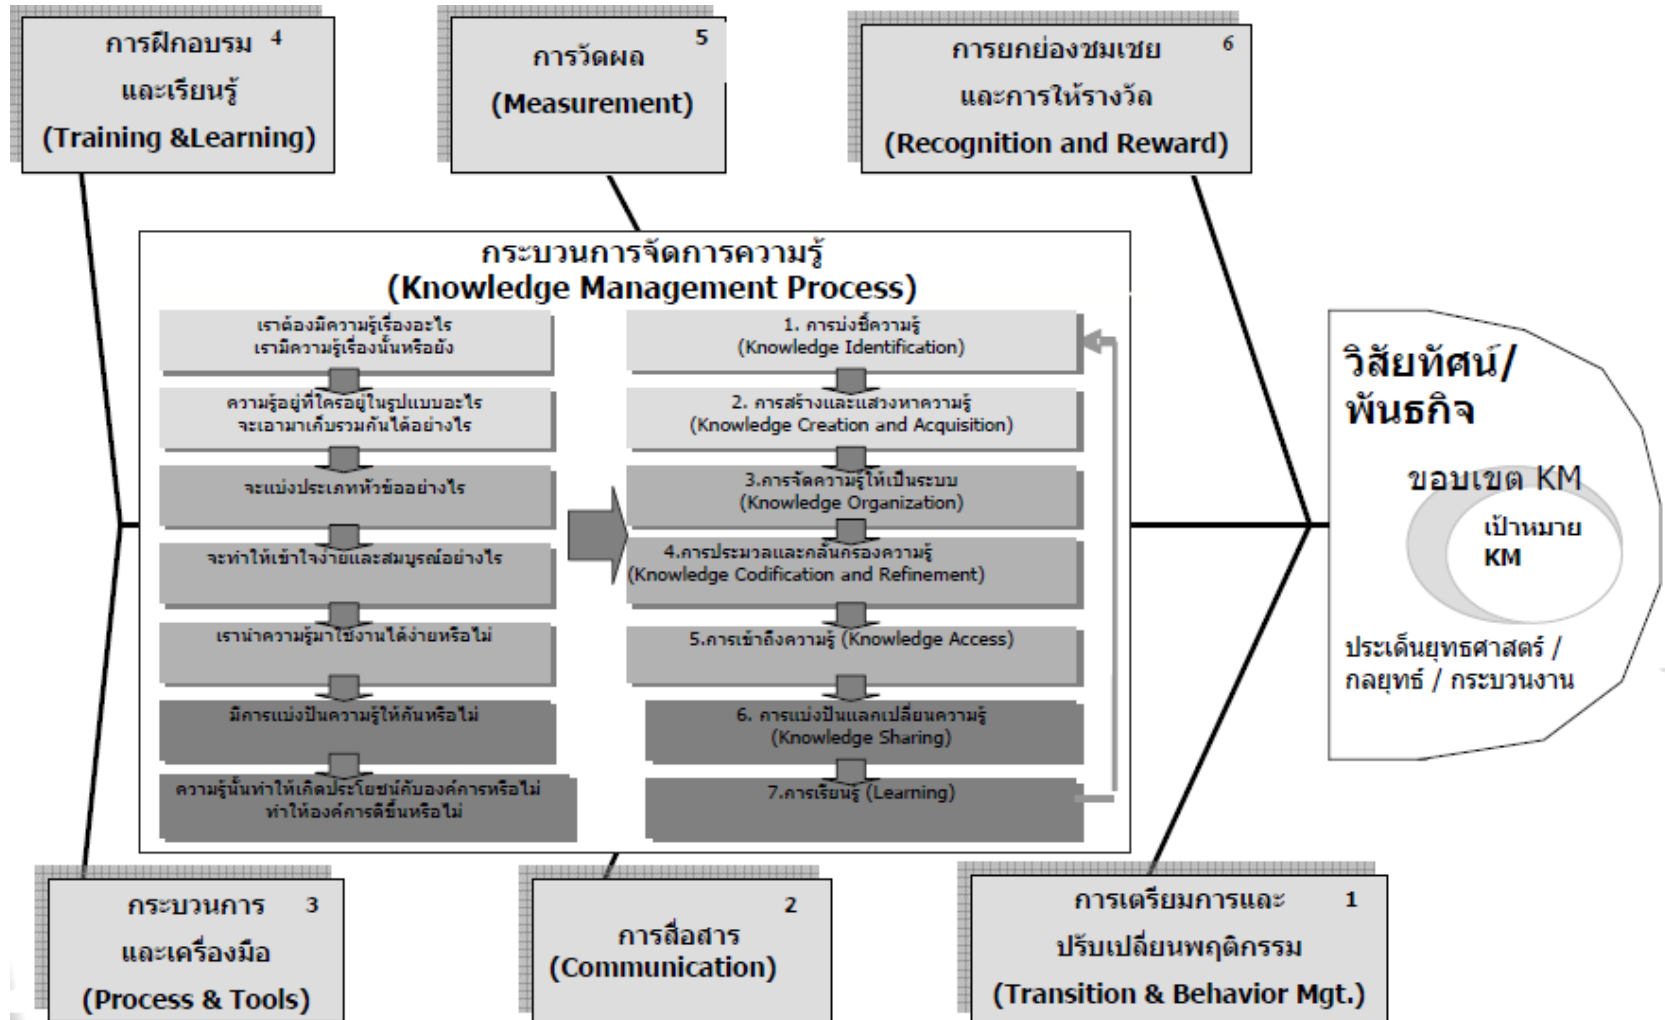 การฝึกอบรม 4
และเรียนรู้
(Training &Learning)
5
การวัดผล
(Measurement)
การยกย่องชมเชย 6
และการให้รางวัล
(Recognition and Reward)
กระบวนการจัดการความรู้
(Knowledge Management Process)
เราต้องมีความรู้เรื่องอะไร
เรามีความรู้เรื่องนั้นหรือยัง
ความรู้อยู่ที่ใครอยู่ในรูปแบบอะไร
จะเอามาเก็บรวมกันได้อย่างไร
จะแบ่งประเภทหัวข้ออย่างไร
จะทำให้เข้าใจง่ายและสมบูรณ์อย่างไร
เรานำความรู้มาใช้งานได้ง่ายหรือไม่
มีการแบ่งปันความรู้ให้กันหรือไม่
ความรู้นั้นทำให้เกิดประโยชน์กับองค์การหรือไม่
ทำให้องค์การดีขึ้นหรือไม่
1. การบ่งชี้ความรู้
(Knowledge Identification)
2. การสร้างและแสวงหาความรู้
(Knowledge Creation and Acquisition)
3.การจัดความรู้ให้เป็นระบบ
(Knowledge Organization)
4.การประมวลและกลั่นกรองความรู้
(Knowledge Codification and Refinement)
5.การเข้าถึงความรู้ (Knowledge Access)
6. การแบ่งปันแลกเปลี่ยนความรู้
(Knowledge Sharing)
7.การเรียนรู้ (Learning)
วิสัยทัศน์/
พันธกิจ
ขอบเขต KM
เป้าหมาย
KM
ประเด็นยุทธศาสตร์ /
กลยุทธ์ / กระบวนงาน
กระบวนการ 3
และเครื่องมือ
(Process & Tools)
2
การสื่อสาร
(Communication)
การเตรียมการและ 1
ปรับเปลี่ยนพฤติกรรม
(Transition & Behavior Mgt.)